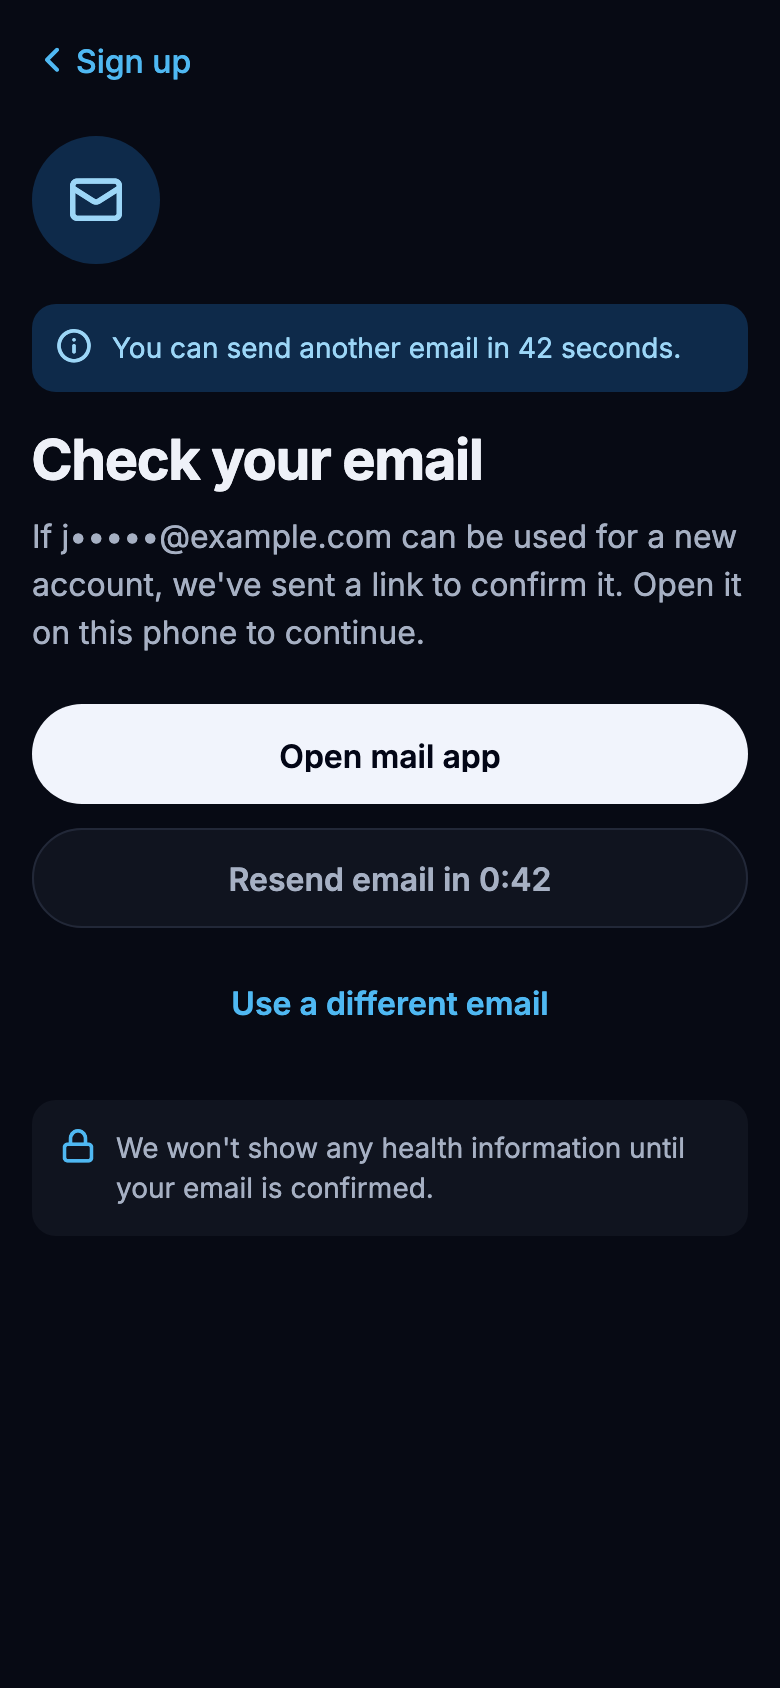 Sign up
You can send another email in 42 seconds.
Check your email
If j•••••@example.com can be used for a new
account, we've sent a link to confirm it. Open it
on this phone to continue.
Open mail app
Resend email in 0:42
Use a different email
We won't show any health information until
your email is confirmed.